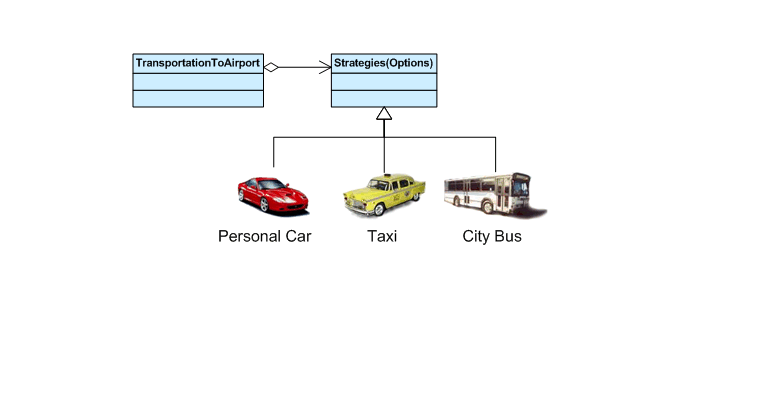 TransportationToAirport
Strategies(Options)
Personal Car
Taxi
City Bus